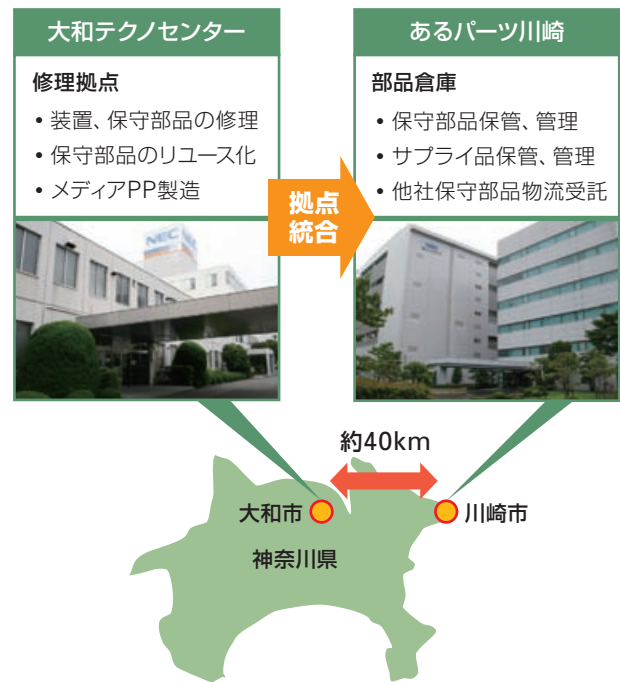 大和テクノセンター
修理拠点
• 装置、保守部品の修理
• 保守部品のリユース化
• メディアPP製造
拠点
統合
あるパーツ川崎
部品倉庫
• 保守部品保管、管理
• サプライ品保管、管理
• 他社保守部品物流受託
NEC
NEC
約40km
大和市
川崎市
神奈川県